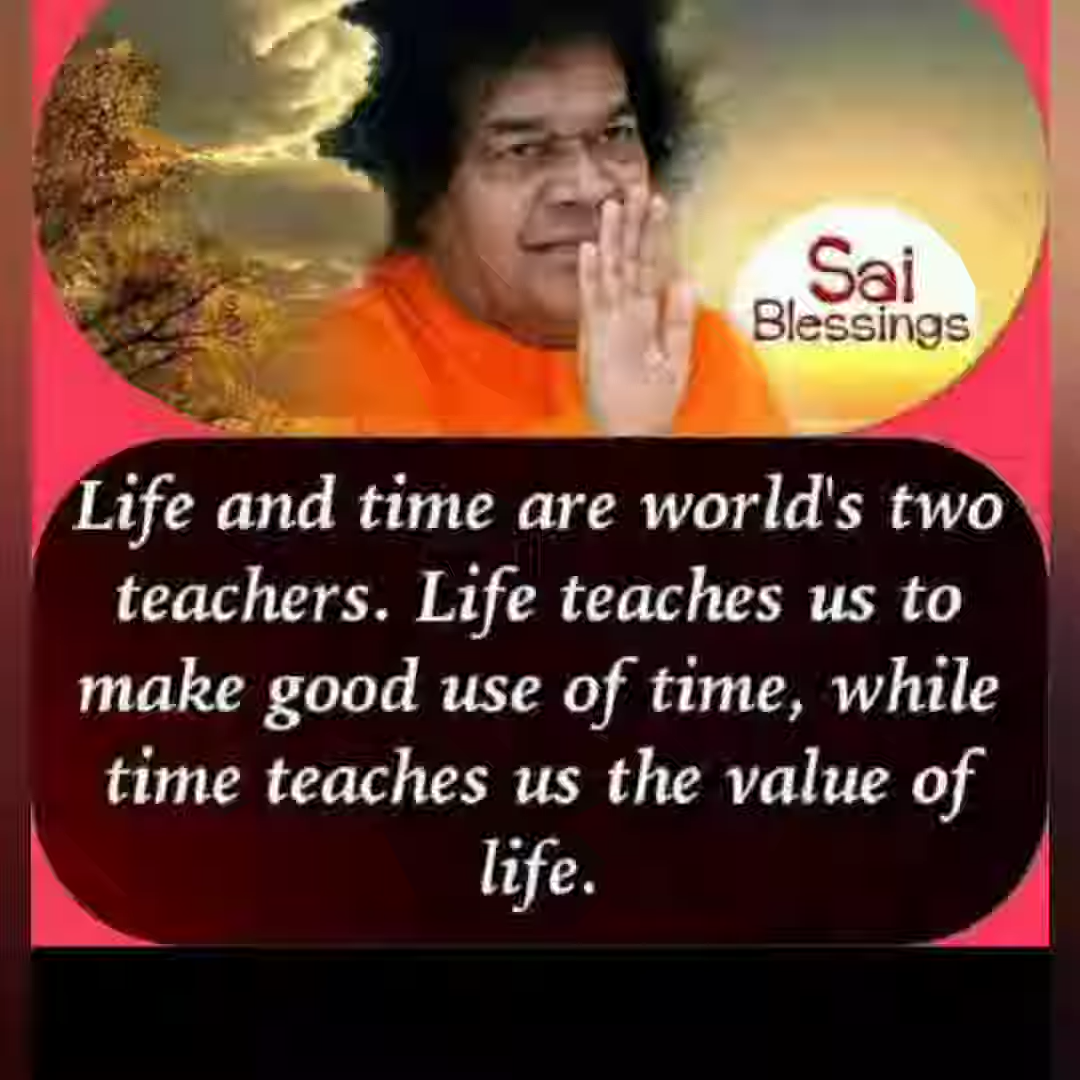 Sai
Blessings
Life and time are world's two
teachers. Life teaches us to
make good use of time, while
time teaches us the value of
life.